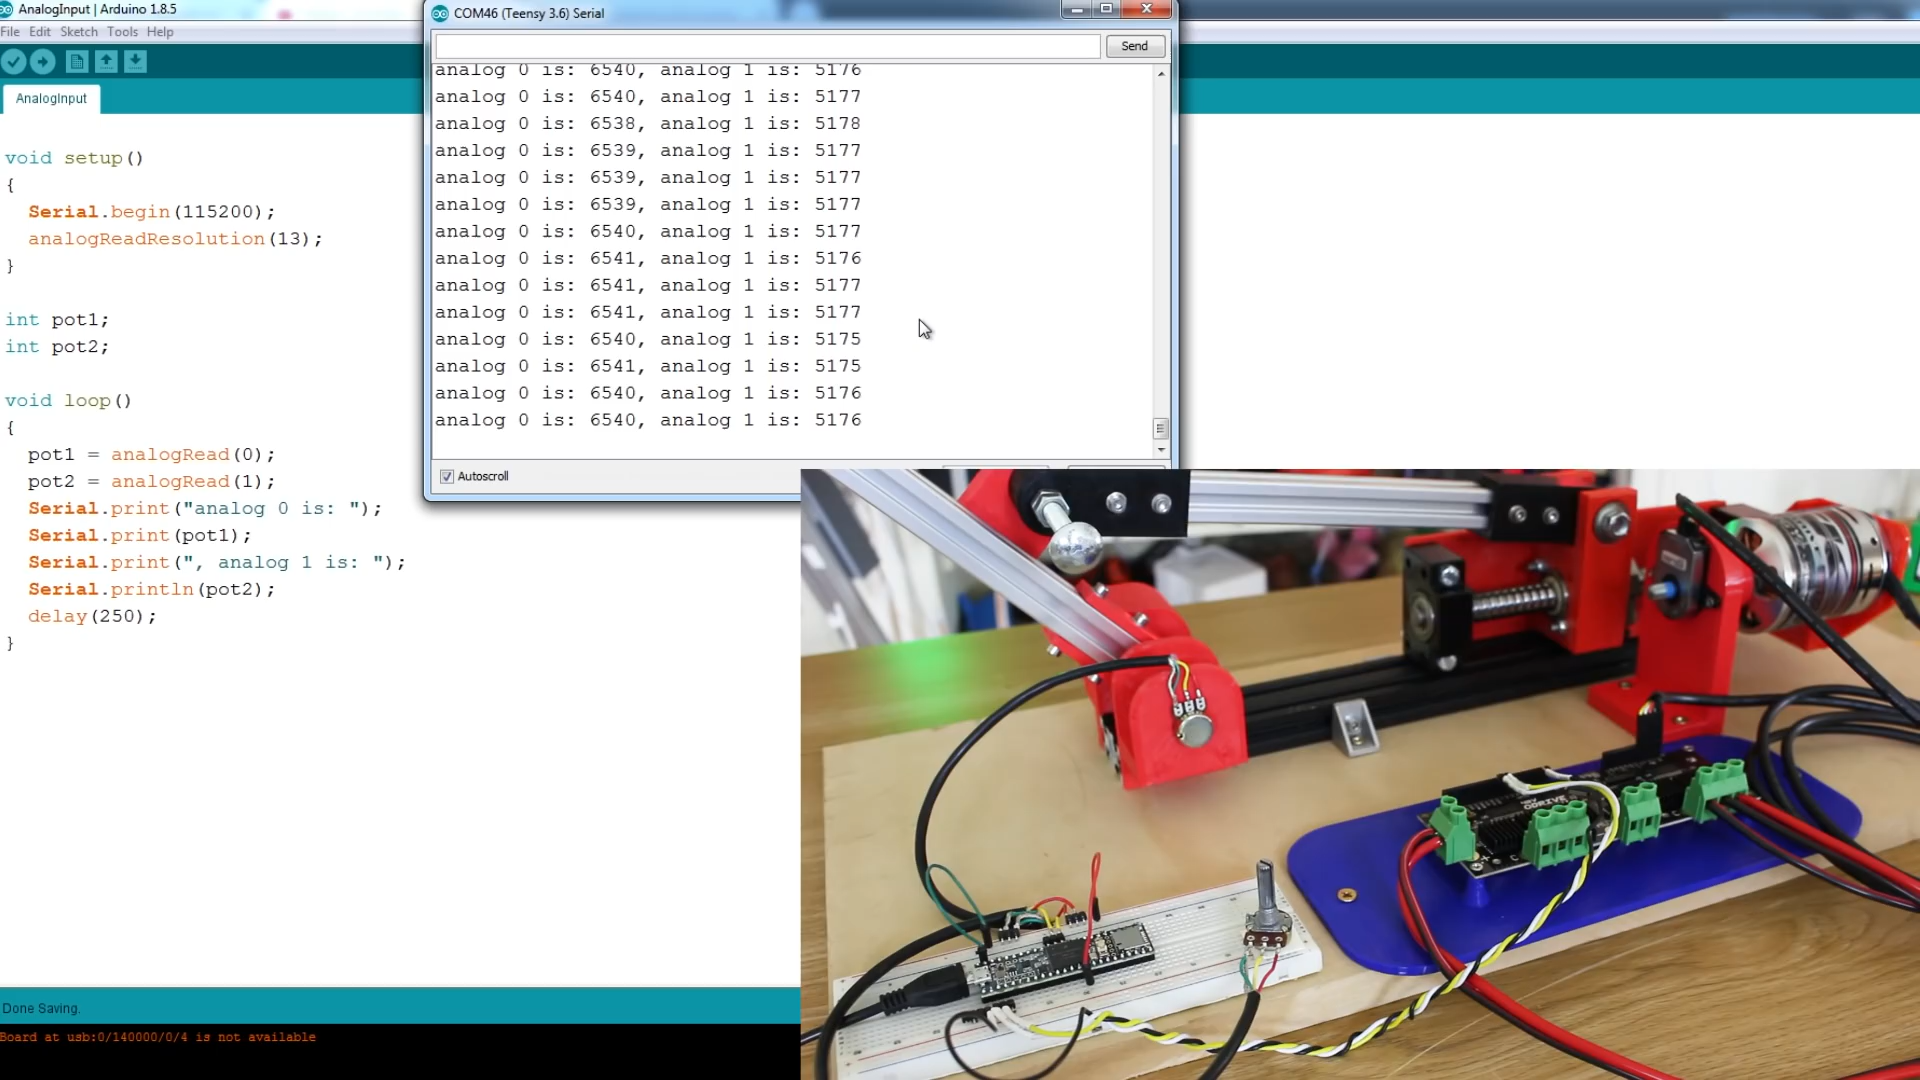 AnalogInput | Arduino 1.8.5
File Edit Sketch Tools Help
AnalogInput
void setup()
{
Serial.begin(115200);
analogReadResolution(13);
}
int pot1;
int pot2;
void loop()
{
pot1 = analogRead(0);
pot2 = analogRead(1);
Serial.print("analog 0 is: ");
Serial.print(pot1);
Serial.print(", analog 1 is: ");
Serial.println(pot2);
delay(250);
}
Done Saving.
Board at usb:0/140000/0/4 is not available
COM46 (Teensy 3.6) Serial
Send
analog 0 is: 6540, analog 1 is: 5176
analog 0 is: 6540, analog 1 is: 5177
analog 0 is: 6538, analog 1 is: 5178
analog 0 is: 6539, analog 1 is: 5177
analog 0 is: 6539, analog 1 is: 5177
analog 0 is: 6539, analog 1 is: 5177
analog 0 is: 6540, analog 1 is: 5177
analog 0 is: 6541, analog 1 is: 5176
analog 0 is: 6541, analog 1 is: 5177
analog 0 is: 6541, analog 1 is: 5177
analog 0 is: 6540, analog 1 is: 5175
analog 0 is: 6541, analog 1 is: 5175
analog 0 is: 6540, analog 1 is: 5176
analog 0 is: 6540, analog 1 is: 5176
Autoscroll
ODRIVE